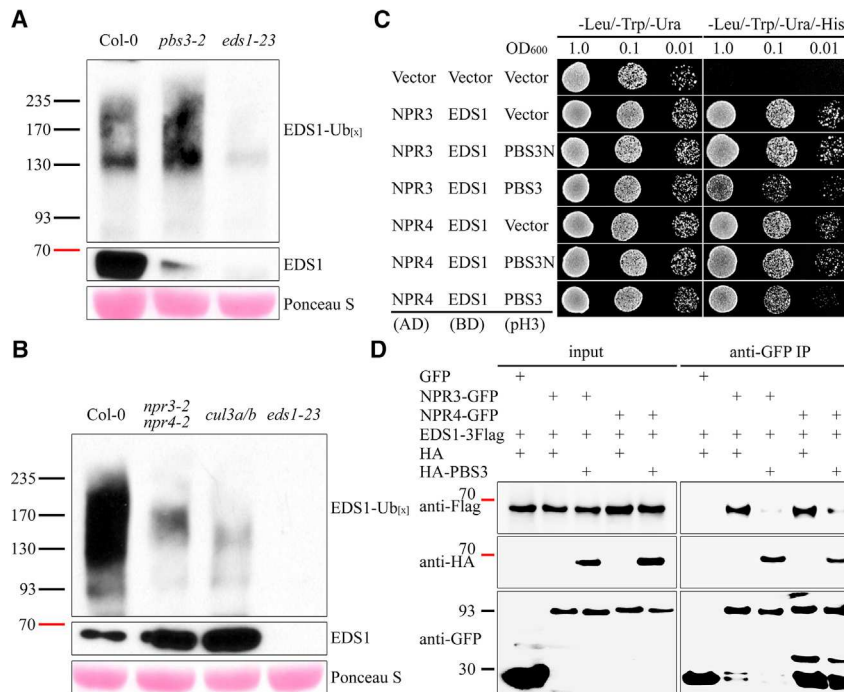 A
Col-0 pbs3-2 eds1-23
235
170
130
93
70
EDS1-Ub[x]
EDS1
Ponceau S
B
Col-0 npr3-2 npr4-2 cul3a/b eds1-23
235
170
130
93
70
EDS1-Ub[x]
EDS1
Ponceau S
C
-Leu/-Trp/-Ura -Leu/-Trp/-Ura/-His
OD600 1.0 0.1 0.01 1.0 0.1 0.01
Vector Vector Vector
NPR3 EDS1 Vector
NPR3 EDS1 PBS3N
NPR3 EDS1 PBS3
NPR4 EDS1 Vector
NPR4 EDS1 PBS3N
NPR4 EDS1 PBS3
(AD) (BD) (pH3)
D
input anti-GFP IP
GFP + +
NPR3-GFP + + + +
NPR4-GFP + + + +
EDS1-3Flag + + + + + + + + + +
HA + + + + + +
HA-PBS3 + + + +
70 70
anti-Flag
70 70
anti-HA
93
anti-GFP
30